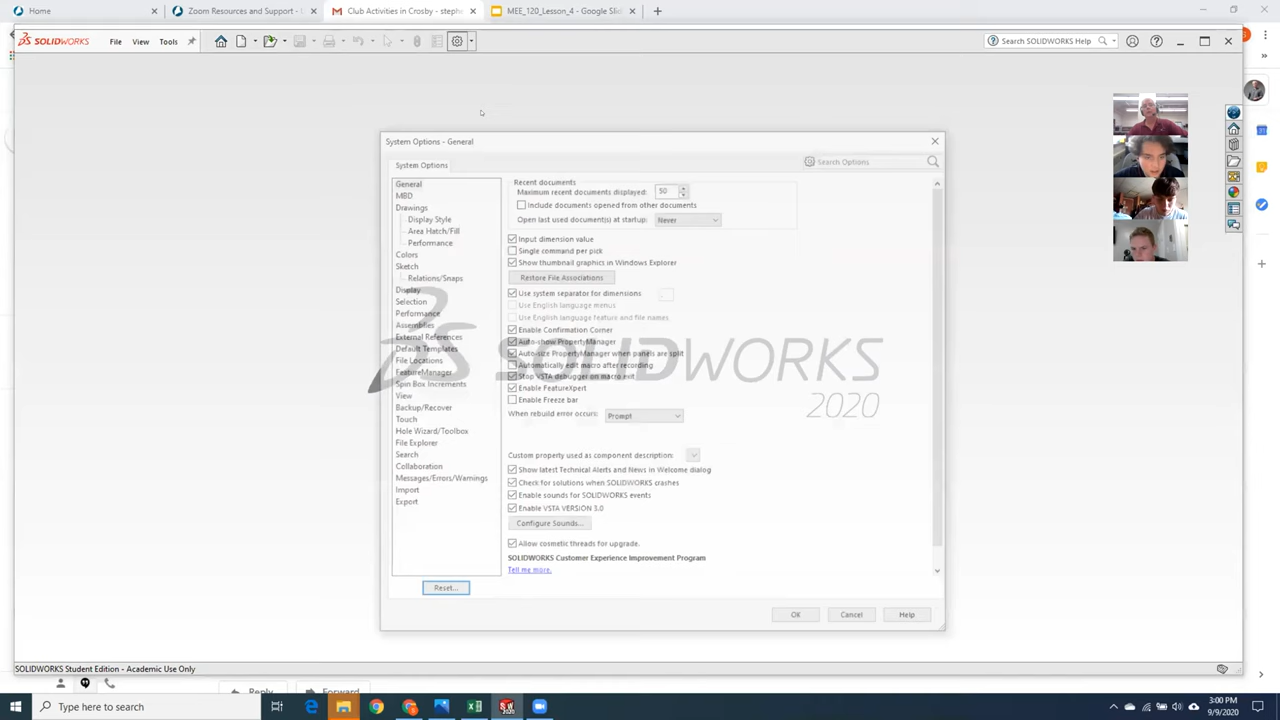 Home
Zoom Resources and Support -
Club Activities in Crosby - steph
MEE_120_Lesson_4 - Google Slid
SOLIDWORKS
File
View
Tools
Search SOLIDWORKS Help
System Options - General
System Options
Search Options
General
MBD
Drawings
Display Style
Area Hatch/Fill
Performance
Colors
Sketch
Relations/Snaps
Display
Selection
Performance
Assemblies
External References
Default Templates
File Locations
FeatureManager
Spin Box Increments
View
Backup/Recover
Touch
Hole Wizard/Toolbox
File Explorer
Search
Collaboration
Messages/Errors/Warnings
Import
Export
Reset...
Recent documents
Maximum recent documents displayed: 50
Include documents opened from other documents
Open last used document(s) at startup: Never
Input dimension value
Single command per pick
Show thumbnail graphics in Windows Explorer
Restore File Associations
Use system separator for dimensions
Use English language menus
Use English language feature and file names
Enable Confirmation Corner
Auto-show PropertyManager
Autosize PropertyManager when panels are split
Automatically edit macro after recording
Stop VSTA debugger on macro exit
Enable FeatureXpert
Enable Freeze bar
When rebuild error occurs: Prompt
Custom property used as component description:
Show latest Technical Alerts and News in Welcome dialog
Check for solutions when SOLIDWORKS crashes
Enable sounds for SOLIDWORKS events
Enable VSTA VERSION 3.0
Configure Sounds...
Allow cosmetic threads for upgrade.
SOLIDWORKS Customer Experience Improvement Program
Tell me more.
OK
Cancel
Help
SOLIDWORKS
2020
SOLIDWORKS Student Edition - Academic Use Only
Reply
Forward
Type here to search
3:00 PM
9/9/2020